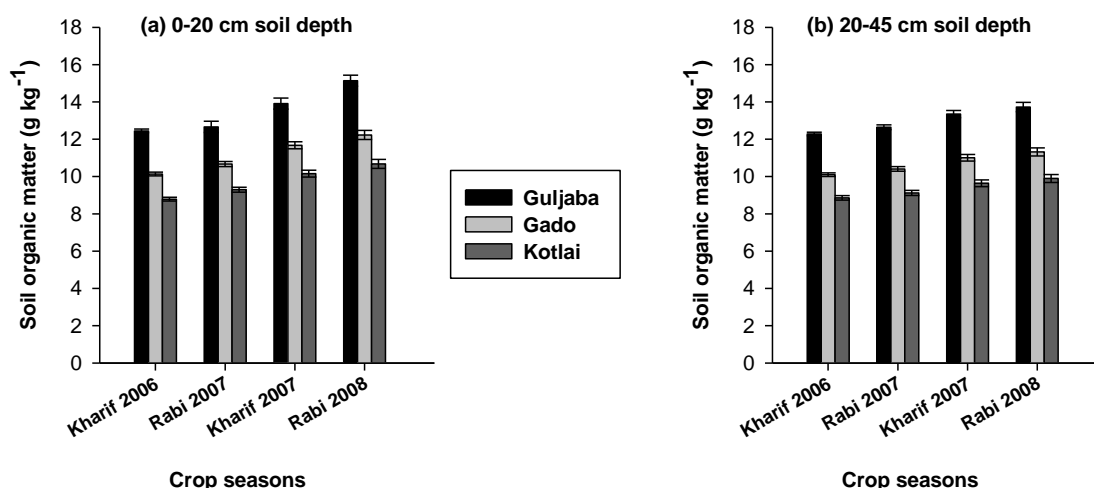 (a) 0-20 cm soil depth
Soil organic matter (g kg-1)
18
16
14
12
10
8
6
4
2
0
Kharif 2006
Rabi 2007
Kharif 2007
Rabi 2008
Crop seasons
Guljaba
Gado
Kotlai
(b) 20-45 cm soil depth
Soil organic matter (g kg-1)
18
16
14
12
10
8
6
4
2
0
Kharif 2006
Rabi 2007
Kharif 2007
Rabi 2008
Crop seasons